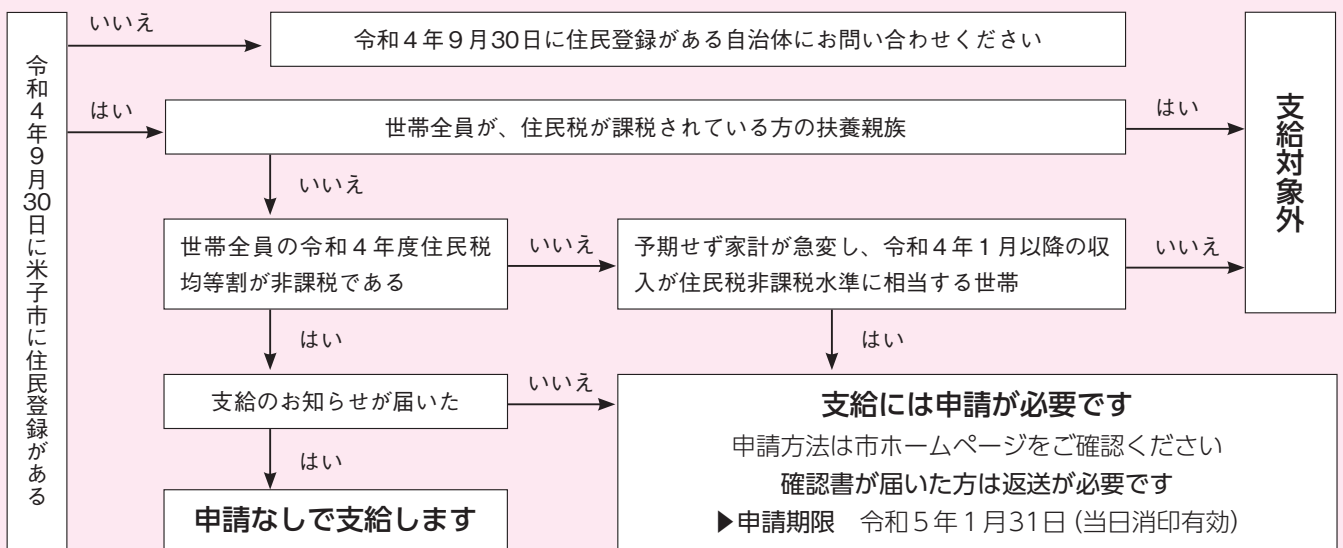 令和４年９月30日に米子市に住民登録がある
いいえ
令和４年９月30日に住民登録がある自治体にお問い合わせください
はい
世帯全員が、住民税が課税されている方の扶養親族
はい
支給対象外
いいえ
世帯全員の令和４年度住民税
均等割が非課税である
いいえ
予期せず家計が急変し、令和４年１月以降の収
入が住民税非課税水準に相当する世帯
いいえ
はい
はい
支給のお知らせが届いた
いいえ
支給には申請が必要です
申請方法は市ホームページをご確認ください
確認書が届いた方は返送が必要です
▶申請期限　令和５年１月31日（当日消印有効）
はい
申請なしで支給します